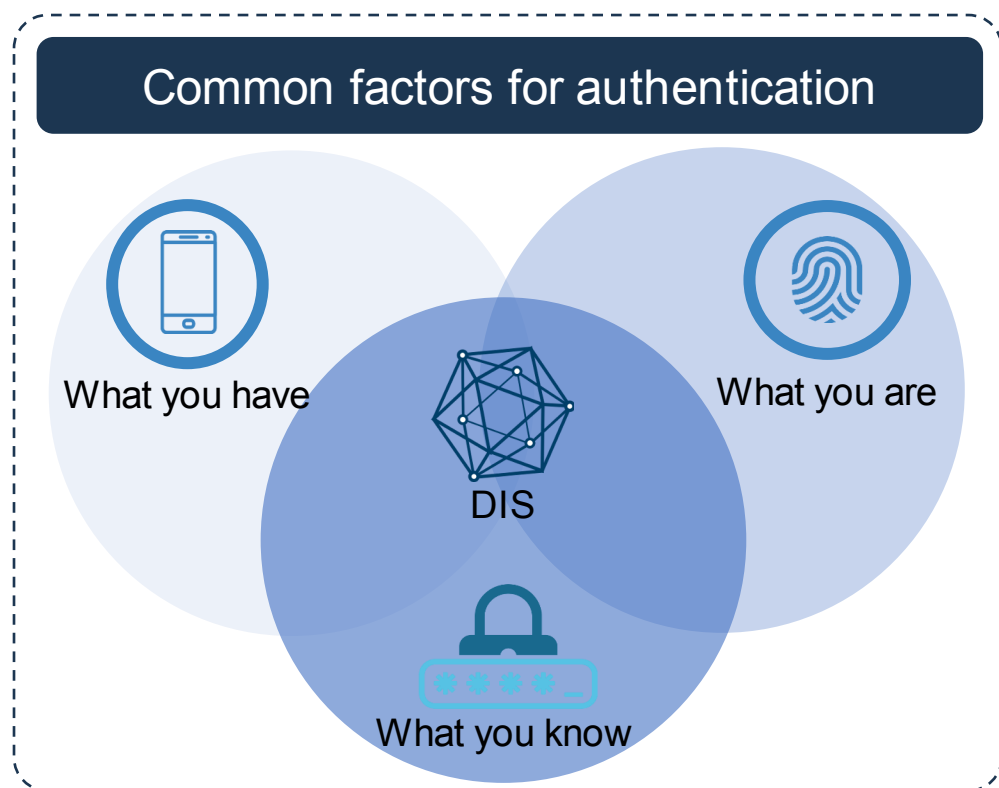 Common factors for authentication
What you have
What you are
DIS
****_
What you know